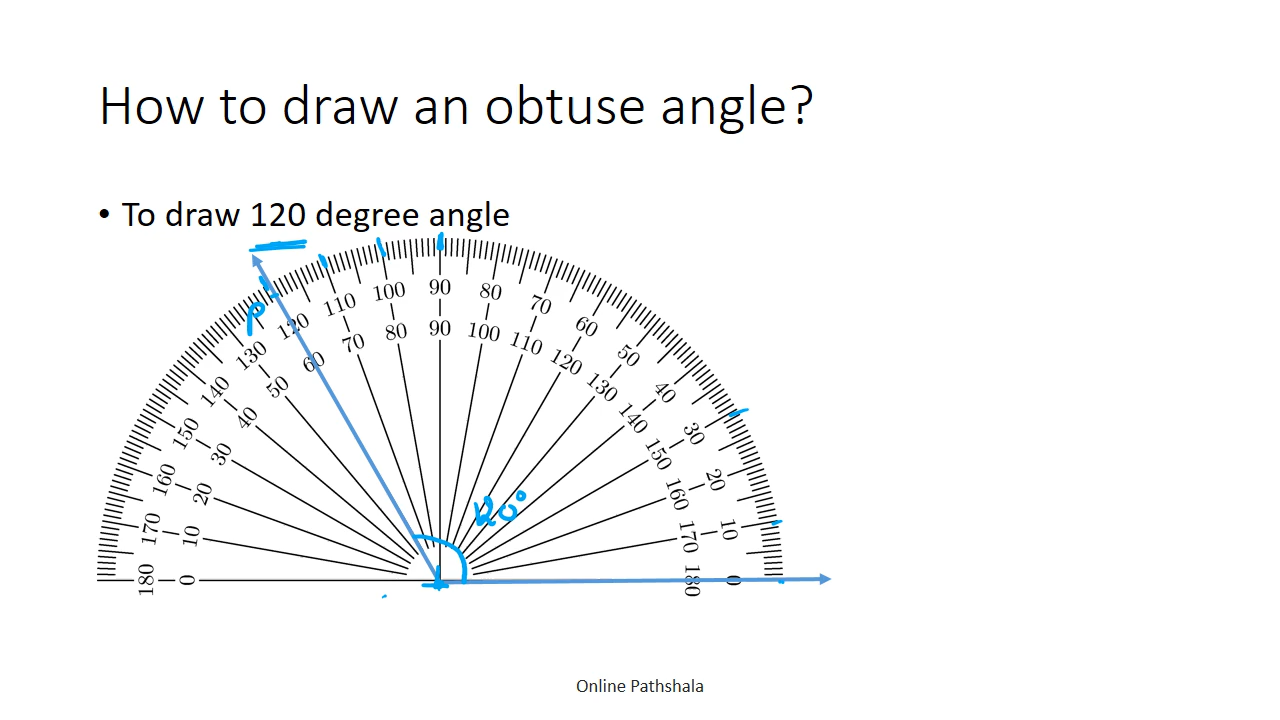 How to draw an obtuse angle?
• To draw 120 degree angle
P
180 170 160 150 140 130 120 110 100 90 80 70 60 50 40 30 20 10 0
0 10 20 30 40 50 60 70 80 90 100 110 120 130 140 150 160 170 180
120°
Online Pathshala